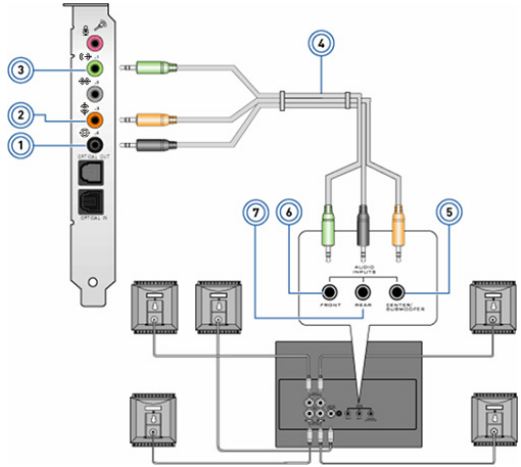 3
2
1
OPTICAL OUT
OPTICAL IN
4
7
6
5
AUDIO
INPUTS
FRONT
REAR
CENTER/
SUBWOOFER